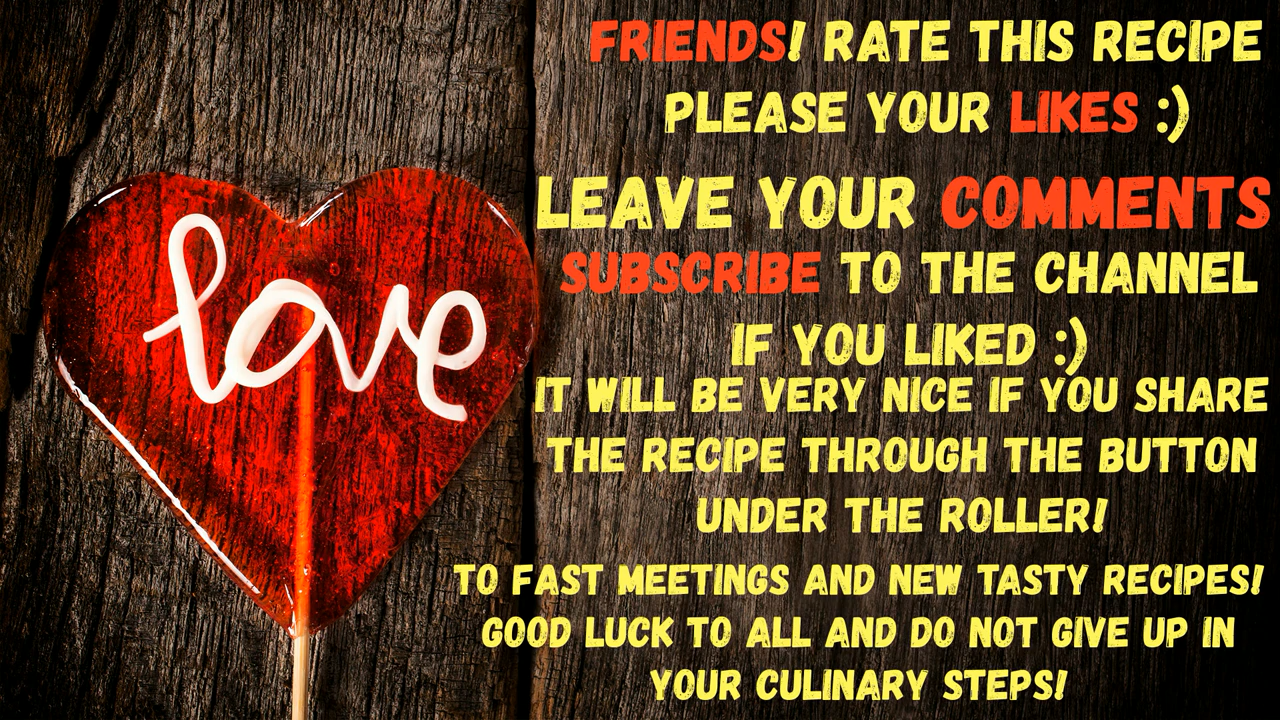 FRIENDS! RATE THIS RECIPE
PLEASE YOUR LIKES :)
LEAVE YOUR COMMENTS
SUBSCRIBE TO THE CHANNEL
IF YOU LIKED :)
IT WILL BE VERY NICE IF YOU SHARE
THE RECIPE THROUGH THE BUTTON
UNDER THE ROLLER!
TO FAST MEETINGS AND NEW TASTY RECIPES!
GOOD LUCK TO ALL AND DO NOT GIVE UP IN
YOUR CULINARY STEPS!
love